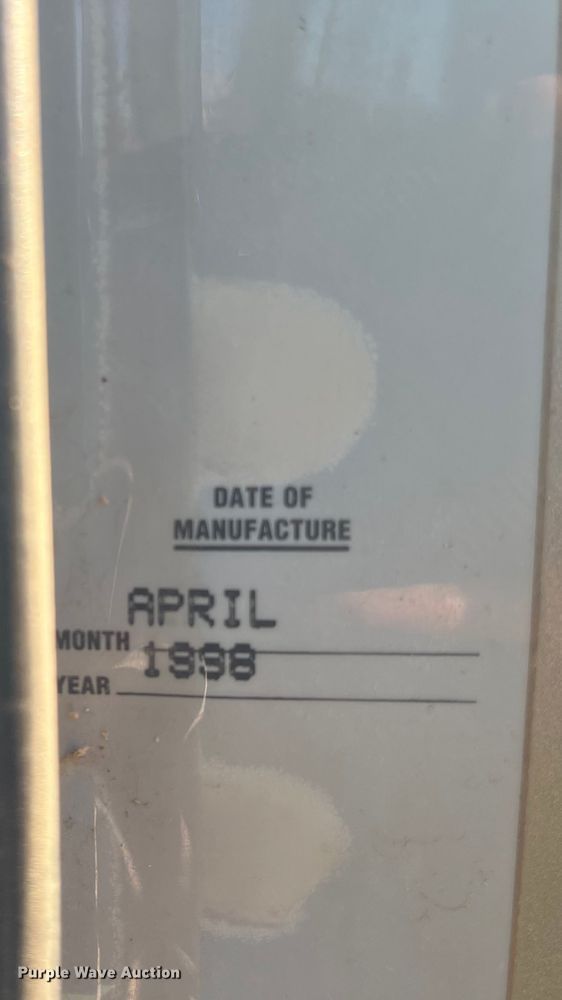 DATE OF
MANUFACTURE
APRIL
MONTH
1998
YEAR
Purple Wave Auction